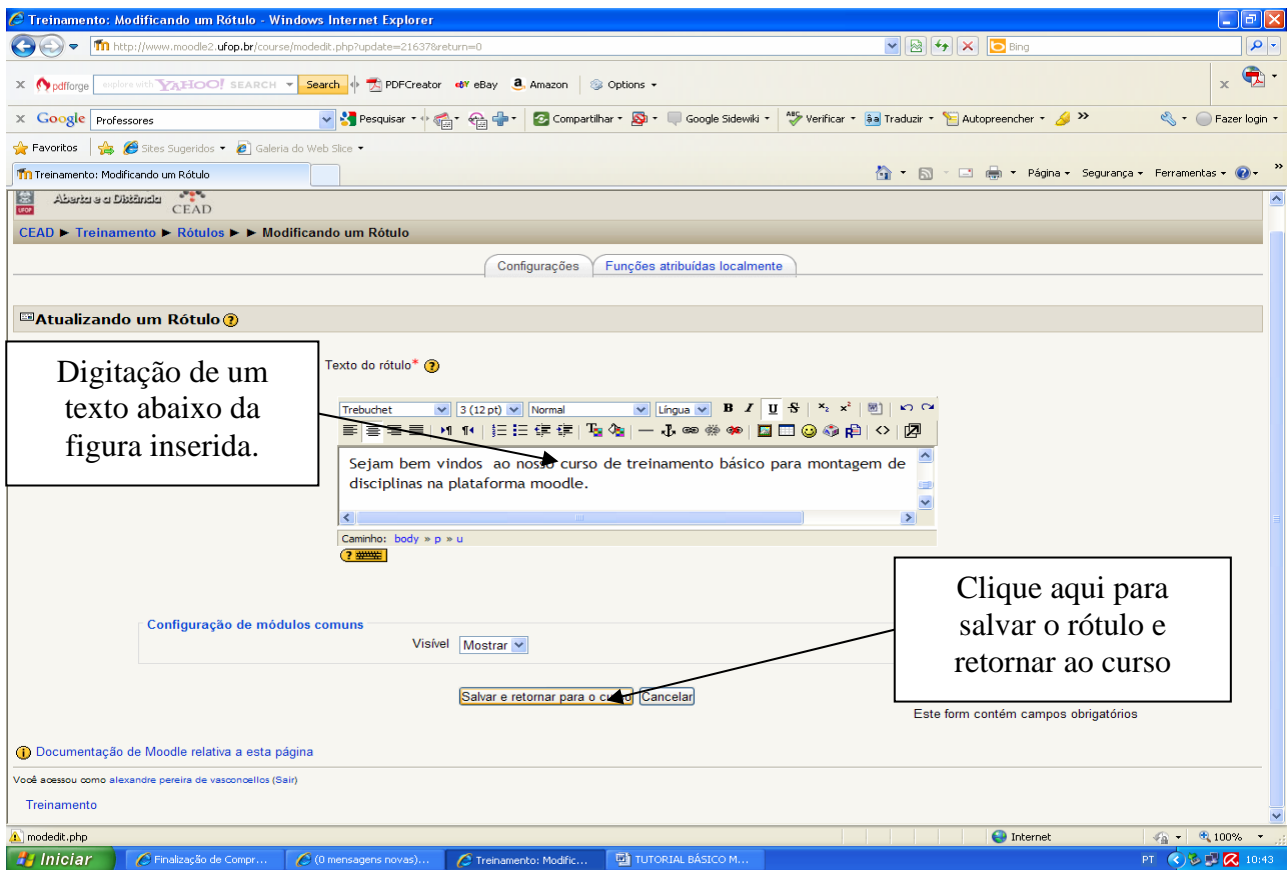 Treinamento: Modificando um Rótulo - Windows Internet Explorer
http://www.moodle2.ufop.br/course/modedit.php?update=21637&return=0
Bing
pdfforge explore with YAHOO! SEARCH Search PDFCreator eBay Amazon Options
Google Professores Pesquisar Compartilhar Google Sidewiki Verificar Traduzir Autopreencher Fazer login
Favoritos Sites Sugeridos Galeria do Web Slice
Treinamento: Modificando um Rótulo Página Segurança Ferramentas
UFOP Aberta e a Distância CEAD
CEAD ► Treinamento ► Rótulos ► ► Modificando um Rótulo
Configurações Funções atribuídas localmente
Atualizando um Rótulo
Digitação de um
texto abaixo da
figura inserida.
Texto do rótulo*
Trebuchet 3 (12 pt) Normal Língua B I U S x₂ x²
Sejam bem vindos ao nosso curso de treinamento básico para montagem de
disciplinas na plataforma moodle.
Caminho: body » p » u
Clique aqui para
salvar o rótulo e
retornar ao curso
Configuração de módulos comuns
Visível Mostrar
Salvar e retornar para o curso Cancelar
Este form contém campos obrigatórios
Documentação de Moodle relativa a esta página
Você acessou como alexandre pereira de vasconcellos (Sair)
Treinamento
modedit.php Internet 100%
Iniciar Finalização de Compr... (0 mensagens novas)... Treinamento: Modific... TUTORIAL BÁSICO M... PT 10:43